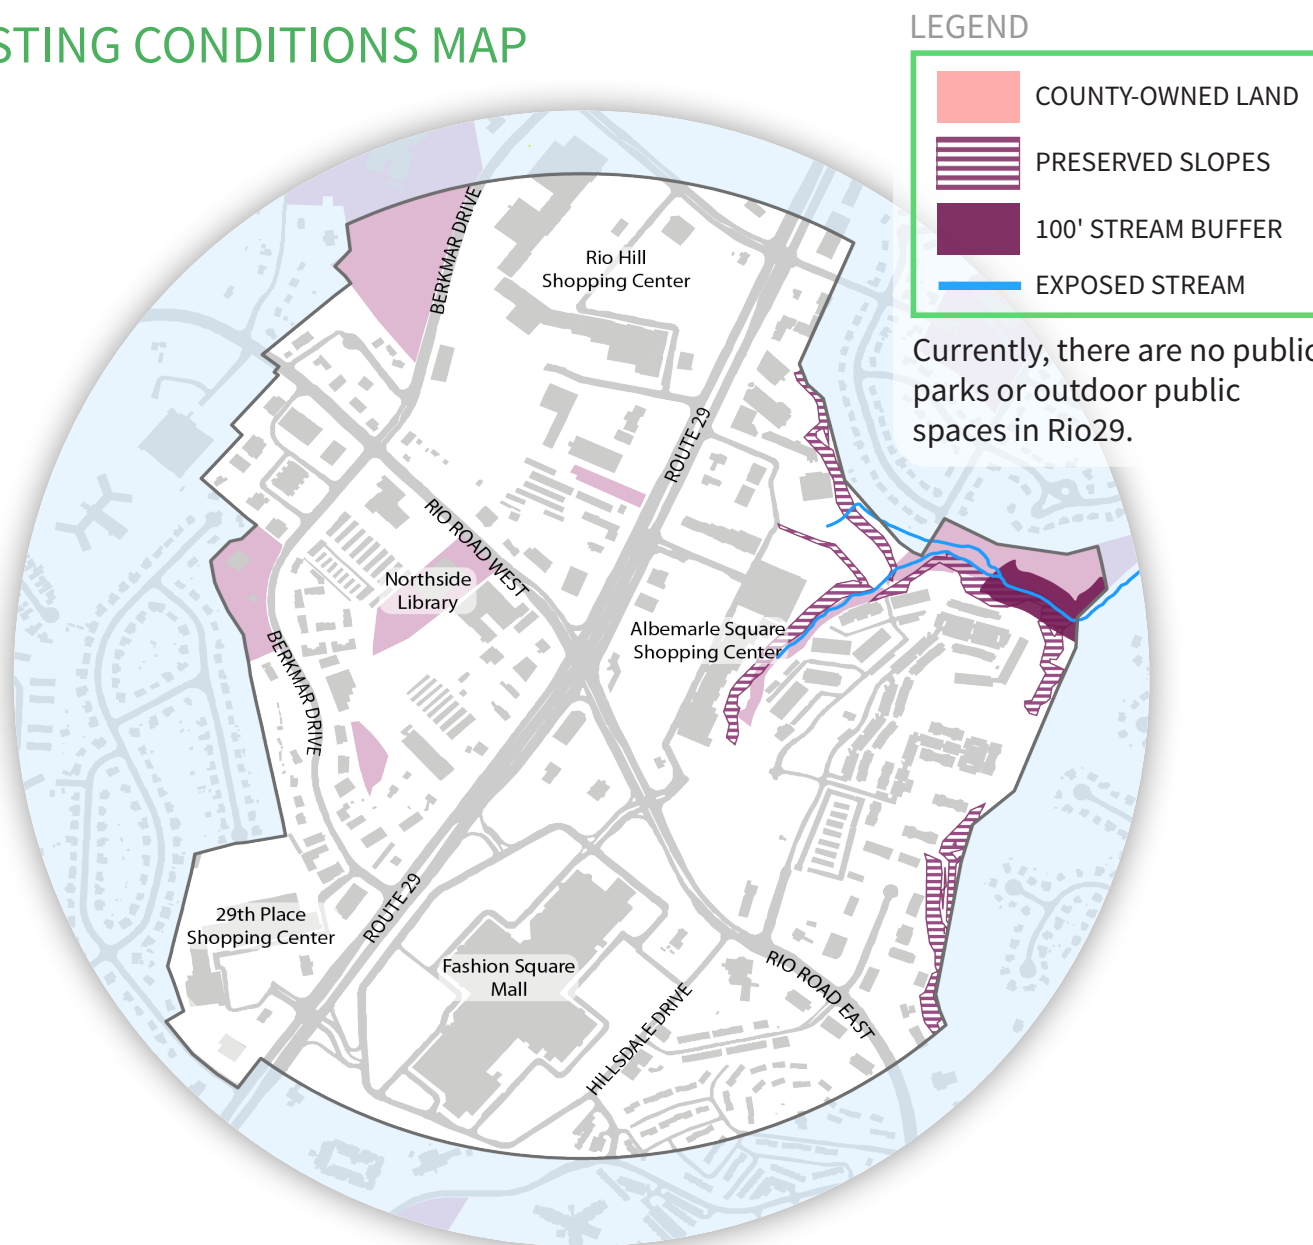 STING CONDITIONS MAP
LEGEND
COUNTY-OWNED LAND
PRESERVED SLOPES
100' STREAM BUFFER
EXPOSED STREAM
Currently, there are no public
parks or outdoor public
spaces in Rio29.
BERKMAR DRIVE
Rio Hill
Shopping Center
ROUTE 29
RIO ROAD WEST
Northside
Library
Albemarle Square
Shopping Center
BERKMAR DRIVE
ROUTE 29
29th Place
Shopping Center
Fashion Square
Mall
HILLSDALE DRIVE
RIO ROAD EAST